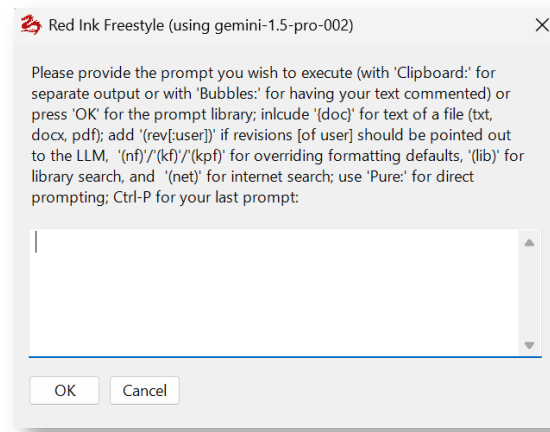 Red Ink Freestyle (using gemini-1.5-pro-002)
Please provide the prompt you wish to execute (with 'Clipboard:' for
separate output or with 'Bubbles:' for having your text commented) or
press 'OK' for the prompt library; inlcude '{doc}' for text of a file (txt,
docx, pdf); add '(rev[:user])' if revisions [of user] should be pointed out
to the LLM,  '(nf)'/'(kf)'/'(kpf)' for overriding formatting defaults, '(lib)' for
library search, and  '(net)' for internet search; use 'Pure:' for direct
prompting; Ctrl-P for your last prompt:
OK Cancel